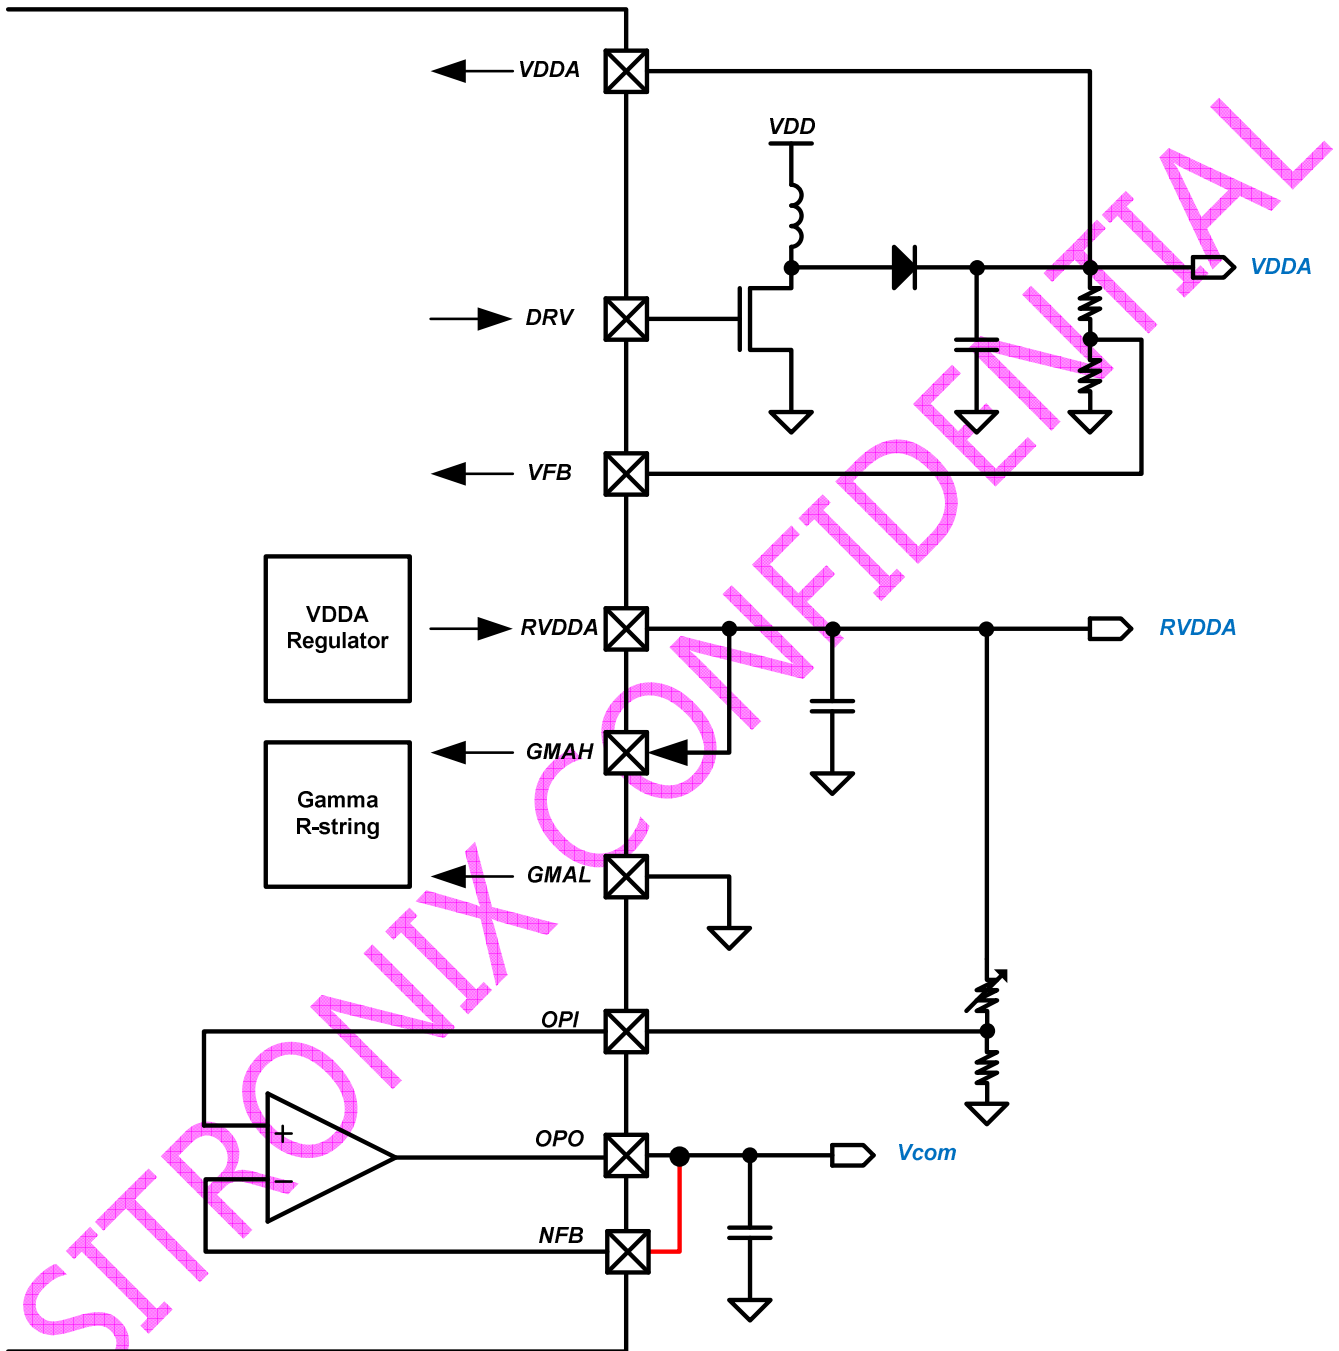 VDDA
VDD
VDDA
DRV
VFB
VDDA
Regulator
RVDDA
RVDDA
GMAH
Gamma
R-string
GMAL
OPI
+
OPO
Vcom
−
NFB
SITRONIX CONFIDENTIAL